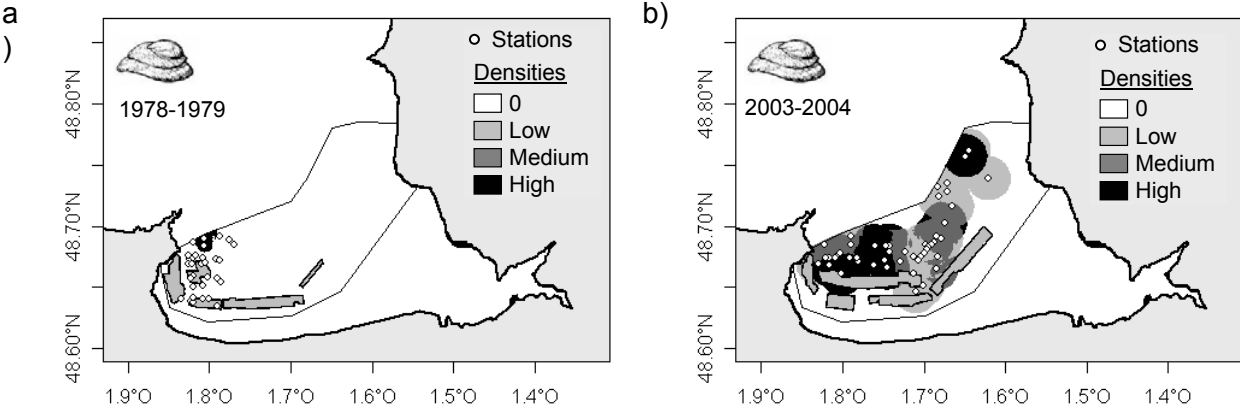 a
)
1978-1979
Stations
Densities
0
Low
Medium
High
48.80°N
48.70°N
48.60°N
1.9°O 1.8°O 1.7°O 1.6°O 1.5°O 1.4°O
b)
2003-2004
Stations
Densities
0
Low
Medium
High
48.80°N
48.70°N
48.60°N
1.9°O 1.8°O 1.7°O 1.6°O 1.5°O 1.4°O